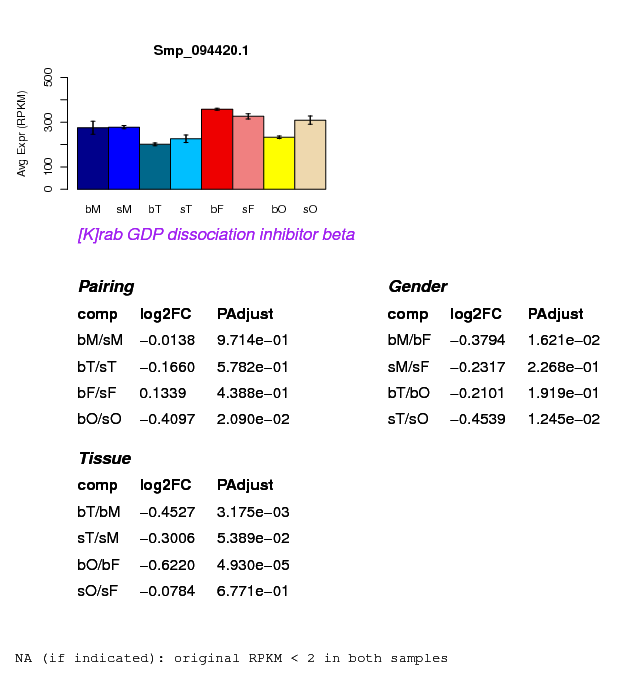 Smp_094420.1
Avg Expr (RPKM)
500
300
100
0
bM sM bT sT bF sF bO sO
[K]rab GDP dissociation inhibitor beta
Pairing Gender
comp log2FC PAdjust comp log2FC PAdjust
bM/sM −0.0138 9.714e−01 bM/bF −0.3794 1.621e−02
bT/sT −0.1660 5.782e−01 sM/sF −0.2317 2.268e−01
bF/sF 0.1339 4.388e−01 bT/bO −0.2101 1.919e−01
bO/sO −0.4097 2.090e−02 sT/sO −0.4539 1.245e−02
Tissue
comp log2FC PAdjust
bT/bM −0.4527 3.175e−03
sT/sM −0.3006 5.389e−02
bO/bF −0.6220 4.930e−05
sO/sF −0.0784 6.771e−01
NA (if indicated): original RPKM < 2 in both samples